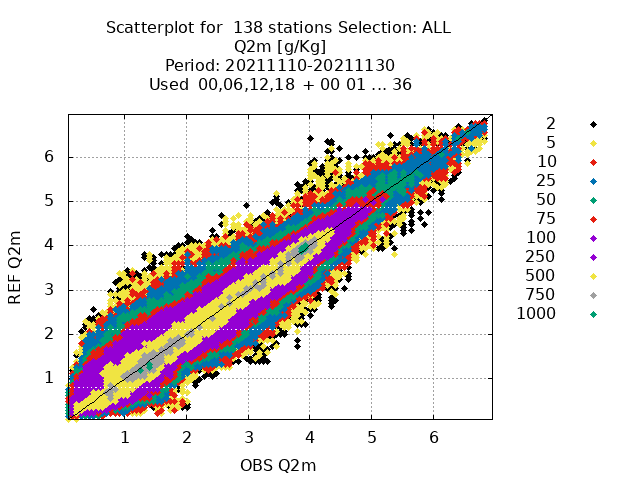 Scatterplot for  138 stations Selection: ALL
Q2m [g/Kg]
Period: 20211110-20211130
Used  00,06,12,18  + 00 01 ... 36
2
5
10
25
50
75
100
250
500
750
1000
6
5
4
3
2
1
REF Q2m
1 2 3 4 5 6
OBS Q2m